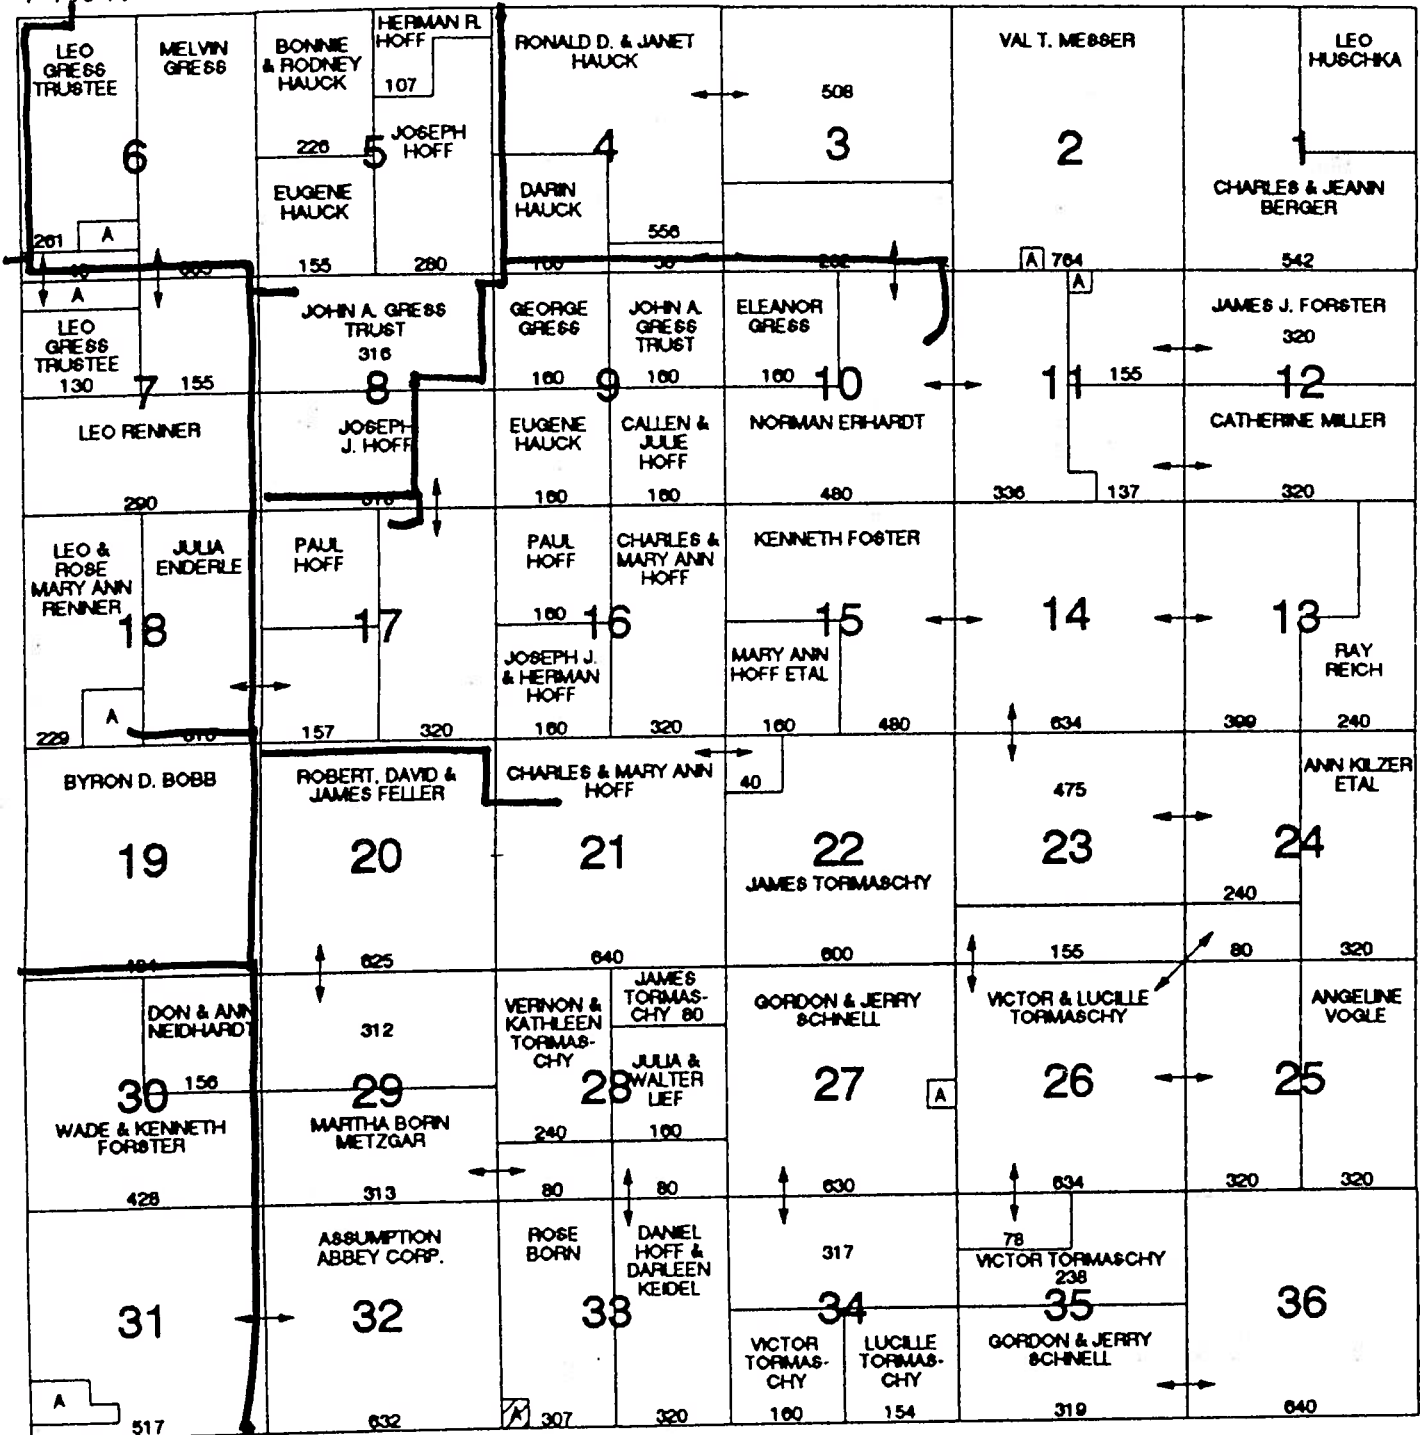 LEO
GRESS
TRUSTEE
261
A
6
MELVIN
GRESS
BONNIE
& RODNEY
HAUCK
226
EUGENE
HAUCK
155
5
HERMAN R.
HOFF
107
JOSEPH
HOFF
280
RONALD D. & JANET
HAUCK
4
DARIN
HAUCK
556
508
3
VAL T. MESSER
2
A 764
LEO
HUSCHKA
1
CHARLES & JEANN
BERGER
542
A
LEO
GRESS
TRUSTEE
130
7
155
LEO RENNER
290
JOHN A. GRESS
TRUST
316
8
JOSEPH
J. HOFF
GEORGE
GRESS
160
9
JOHN A.
GRESS
TRUST
160
EUGENE
HAUCK
160
CALLEN &
JULIE
HOFF
160
ELEANOR
GRESS
160
10
NORMAN ERHARDT
480
A
11
155
336
137
JAMES J. FORSTER
320
12
CATHERINE MILLER
320
LEO &
ROSE
MARY ANN
RENNER
18
229
A
JULIA
ENDERLE
PAUL
HOFF
17
157
320
PAUL
HOFF
160
16
JOSEPH J.
& HERMAN
HOFF
160
CHARLES &
MARY ANN
HOFF
320
KENNETH FOSTER
15
MARY ANN
HOFF ETAL
160
480
14
634
13
399
RAY
REICH
240
BYRON D. BOBB
19
ROBERT, DAVID &
JAMES FELLER
20
625
CHARLES & MARY ANN
HOFF
21
640
40
22
JAMES TORMASCHY
600
475
23
155
24
240
80
ANN KILZER
ETAL
320
DON & ANN
NEIDHARDT
30
156
WADE & KENNETH
FORSTER
428
312
29
MARTHA BORN
METZGAR
313
VERNON &
KATHLEEN
TORMAS-
CHY
28
240
80
JAMES
TORMAS-
CHY 80
JULIA &
WALTER
LIEF
160
80
GORDON & JERRY
SCHNELL
27
A
630
VICTOR & LUCILLE
TORMASCHY
26
634
25
320
ANGELINE
VOGLE
320
31
A
517
ASSUMPTION
ABBEY CORP.
32
632
ROSE
BORN
33
A
307
DANIEL
HOFF &
DARLEEN
KEIDEL
320
317
34
VICTOR
TORMAS-
CHY
160
LUCILLE
TORMAS-
CHY
154
78
VICTOR TORMASCHY
238
35
GORDON & JERRY
SCHNELL
319
36
640